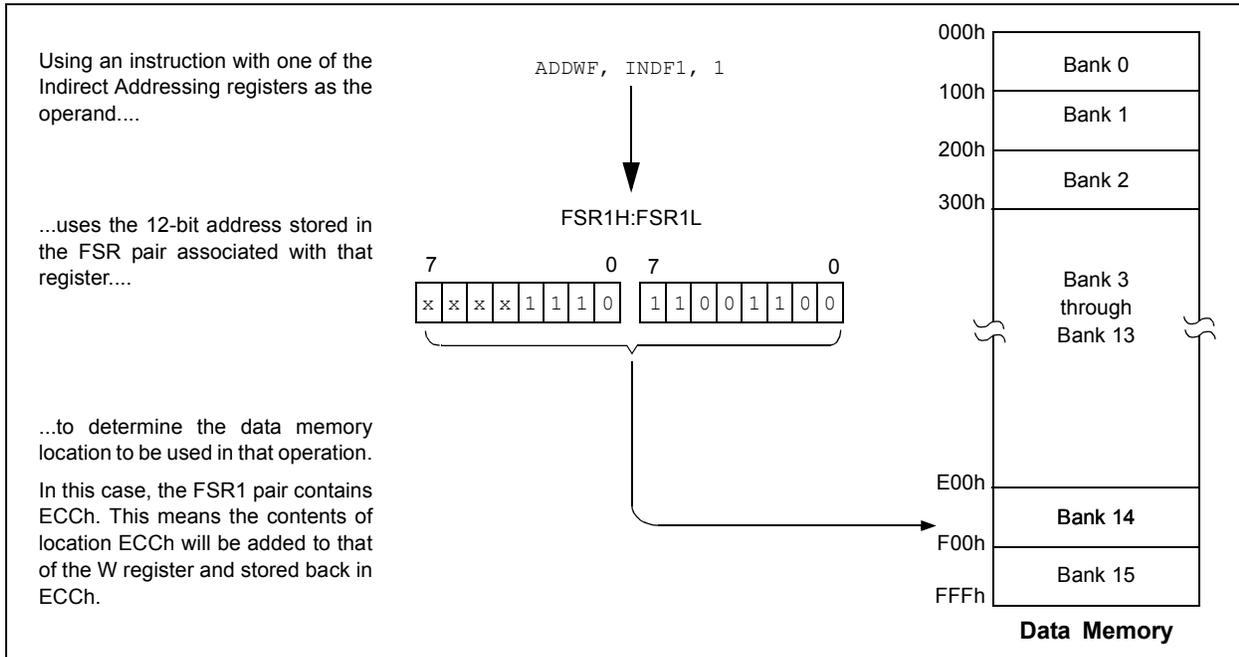 Using an instruction with one of the
Indirect Addressing registers as the
operand....
ADDWF, INDF1, 1
...uses the 12-bit address stored in
the FSR pair associated with that
register....
FSR1H:FSR1L
7 0 7 0
x x x x 1 1 1 0 1 1 0 0 1 1 0 0
...to determine the data memory
location to be used in that operation.
In this case, the FSR1 pair contains
ECCh. This means the contents of
location ECCh will be added to that
of the W register and stored back in
ECCh.
000h
Bank 0
100h
Bank 1
200h
Bank 2
300h
Bank 3
through
Bank 13
E00h
Bank 14
F00h
Bank 15
FFFh
Data Memory